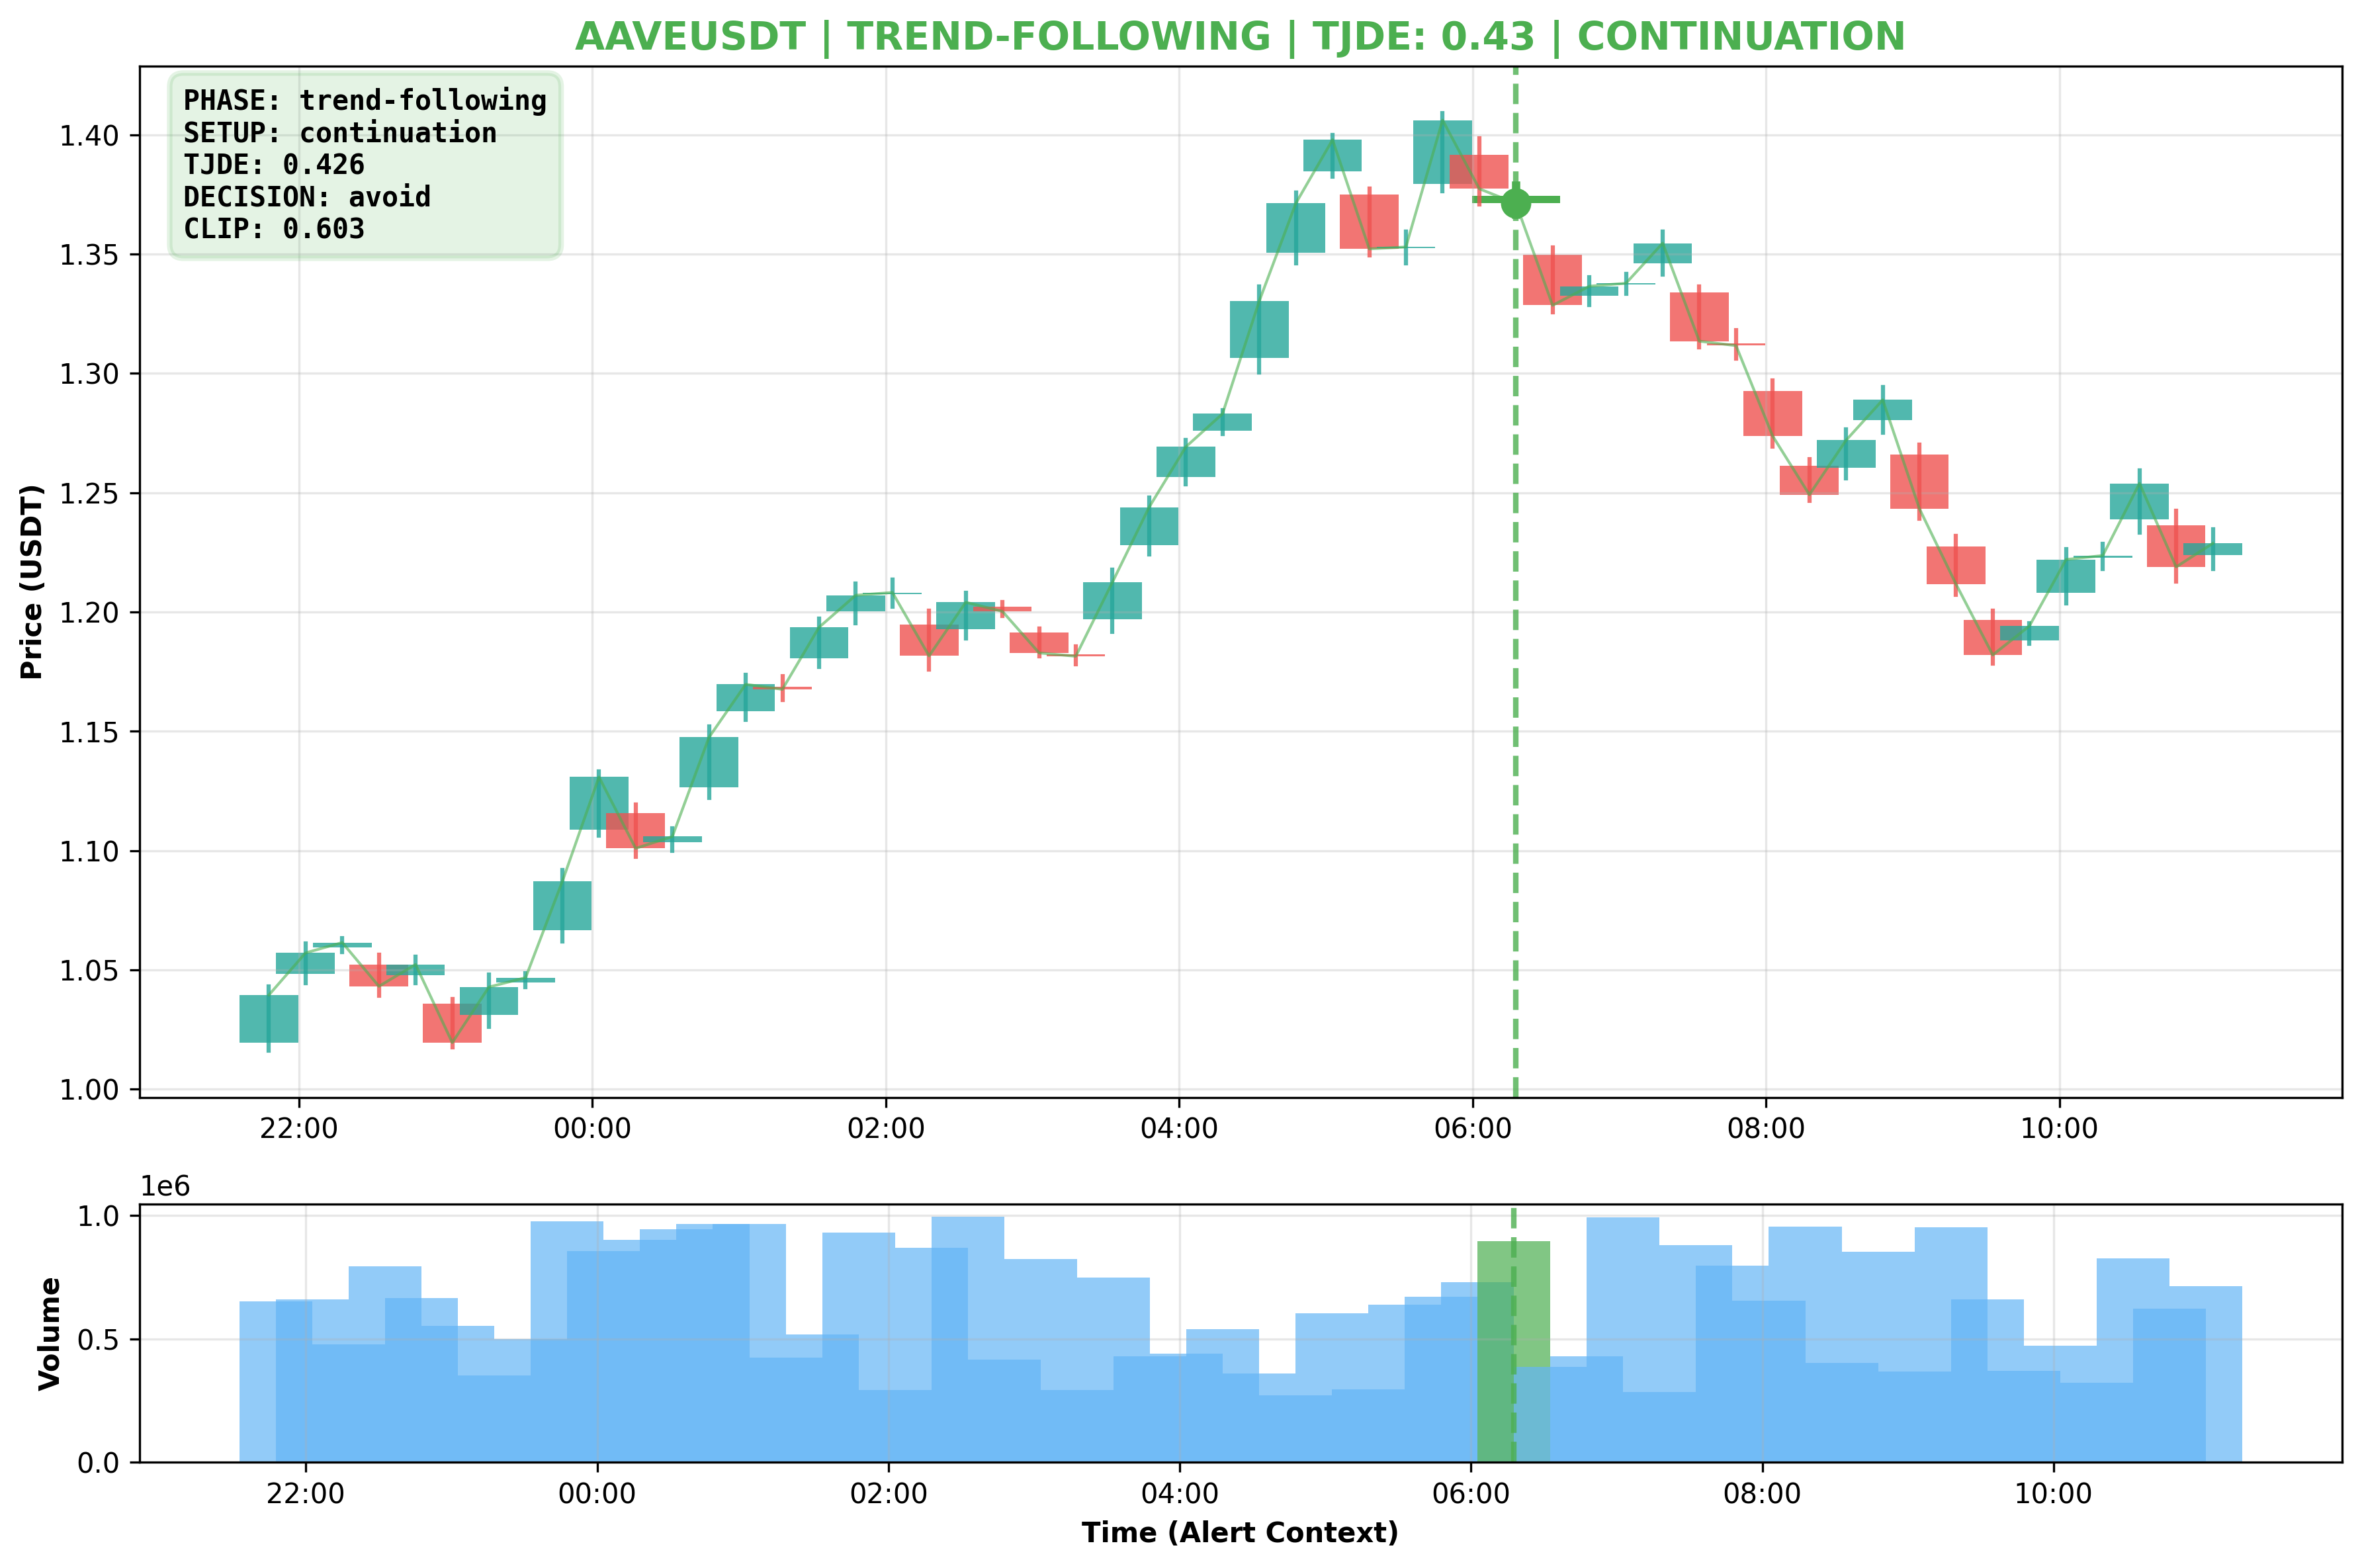 AAVEUSDT | TREND-FOLLOWING | TJDE: 0.43 | CONTINUATION
PHASE: trend-following
SETUP: continuation
TJDE: 0.426
DECISION: avoid
CLIP: 0.603
Price (USDT)
1.40
1.35
1.30
1.25
1.20
1.15
1.10
1.05
1.00
22:00 00:00 02:00 04:00 06:00 08:00 10:00
1e6
Volume
1.0
0.5
0.0
22:00 00:00 02:00 04:00 06:00 08:00 10:00
Time (Alert Context)